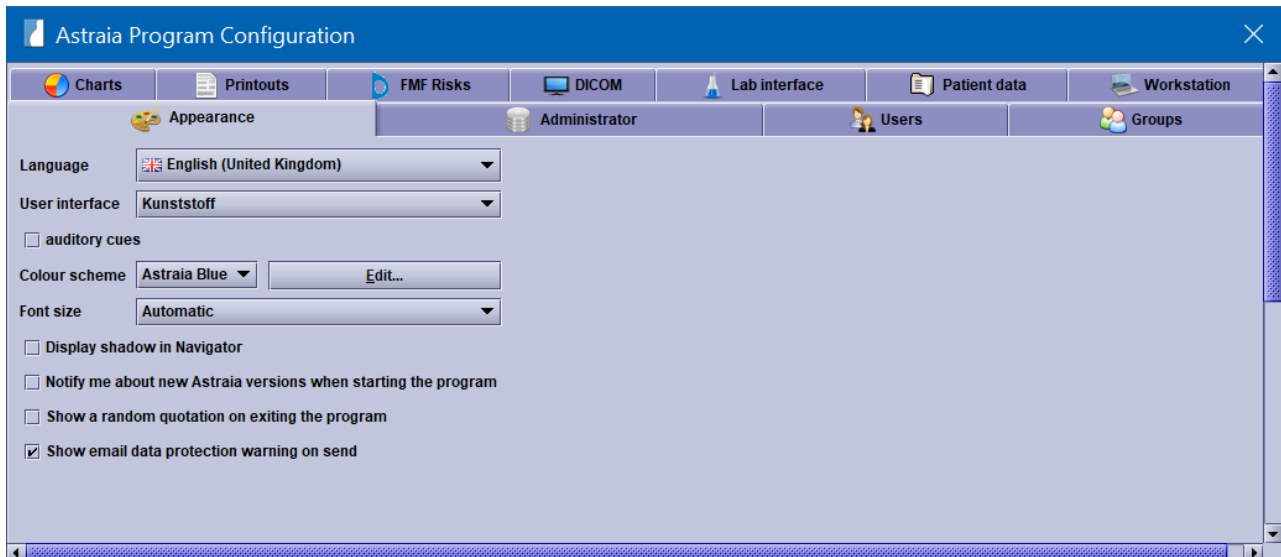 Astraia Program Configuration
Charts Printouts FMF Risks DICOM Lab interface Patient data Workstation
Appearance Administrator Users Groups
Language English (United Kingdom)
User interface Kunststoff
auditory cues
Colour scheme Astraia Blue Edit...
Font size Automatic
Display shadow in Navigator
Notify me about new Astraia versions when starting the program
Show a random quotation on exiting the program
Show email data protection warning on send